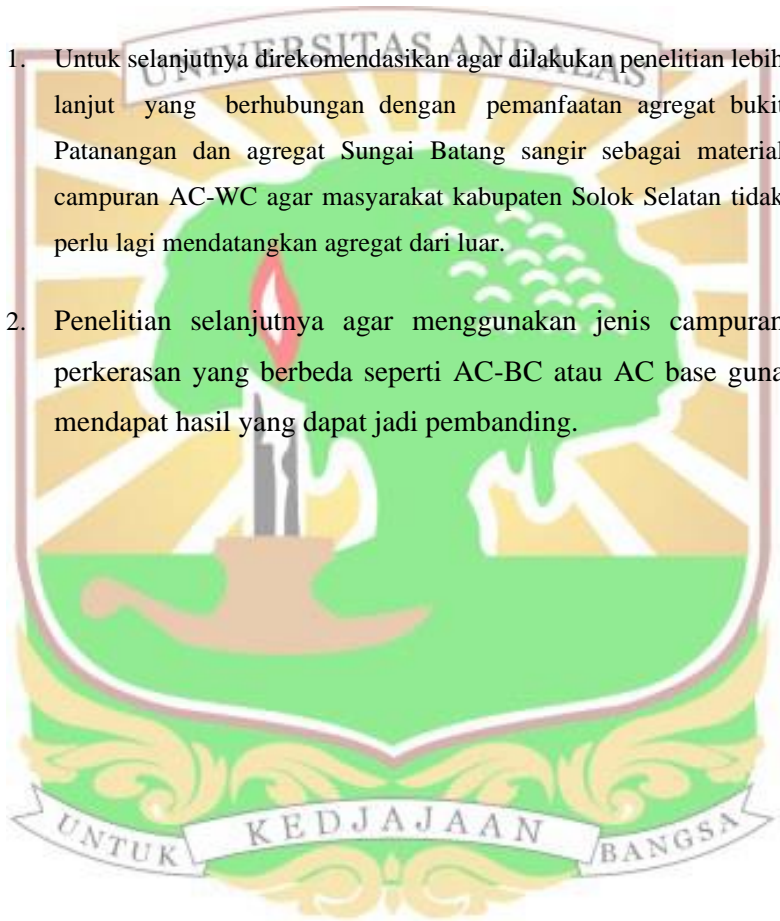 UNIVERSITAS ANDALAS
1. Untuk selanjutnya direkomendasikan agar dilakukan penelitian lebih
lanjut yang berhubungan dengan pemanfaatan agregat bukit
Patanangan dan agregat Sungai Batang sangir sebagai material
campuran AC-WC agar masyarakat kabupaten Solok Selatan tidak
perlu lagi mendatangkan agregat dari luar.
2. Penelitian selanjutnya agar menggunakan jenis campuran
perkerasan yang berbeda seperti AC-BC atau AC base guna
mendapat hasil yang dapat jadi pembanding.
UNTUK KEDJAJAAN BANGSA